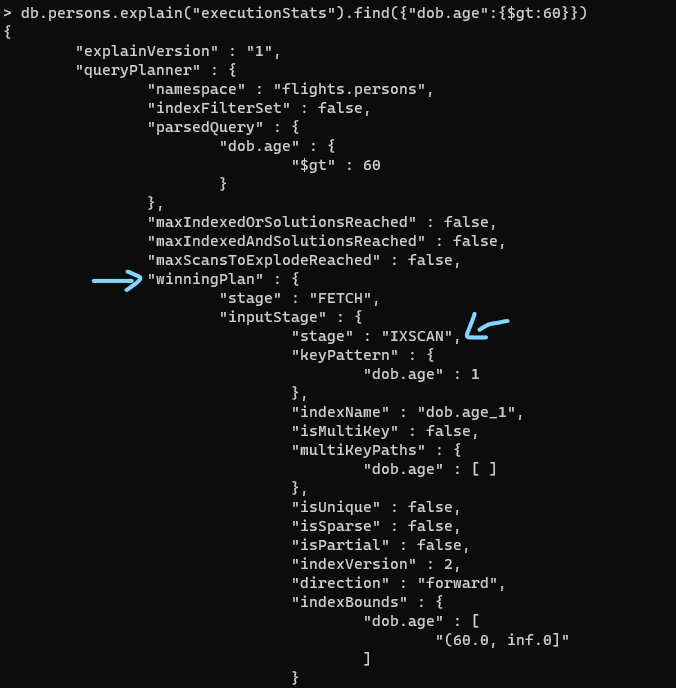 > db.persons.explain("executionStats").find({"dob.age":{$gt:60}})
{
"explainVersion" : "1",
"queryPlanner" : {
"namespace" : "flights.persons",
"indexFilterSet" : false,
"parsedQuery" : {
"dob.age" : {
"$gt" : 60
}
},
"maxIndexedOrSolutionsReached" : false,
"maxIndexedAndSolutionsReached" : false,
"maxScansToExplodeReached" : false,
"winningPlan" : {
"stage" : "FETCH",
"inputStage" : {
"stage" : "IXSCAN",
"keyPattern" : {
"dob.age" : 1
},
"indexName" : "dob.age_1",
"isMultiKey" : false,
"multiKeyPaths" : {
"dob.age" : [ ]
},
"isUnique" : false,
"isSparse" : false,
"isPartial" : false,
"indexVersion" : 2,
"direction" : "forward",
"indexBounds" : {
"dob.age" : [
"(60.0, inf.0]"
]
}